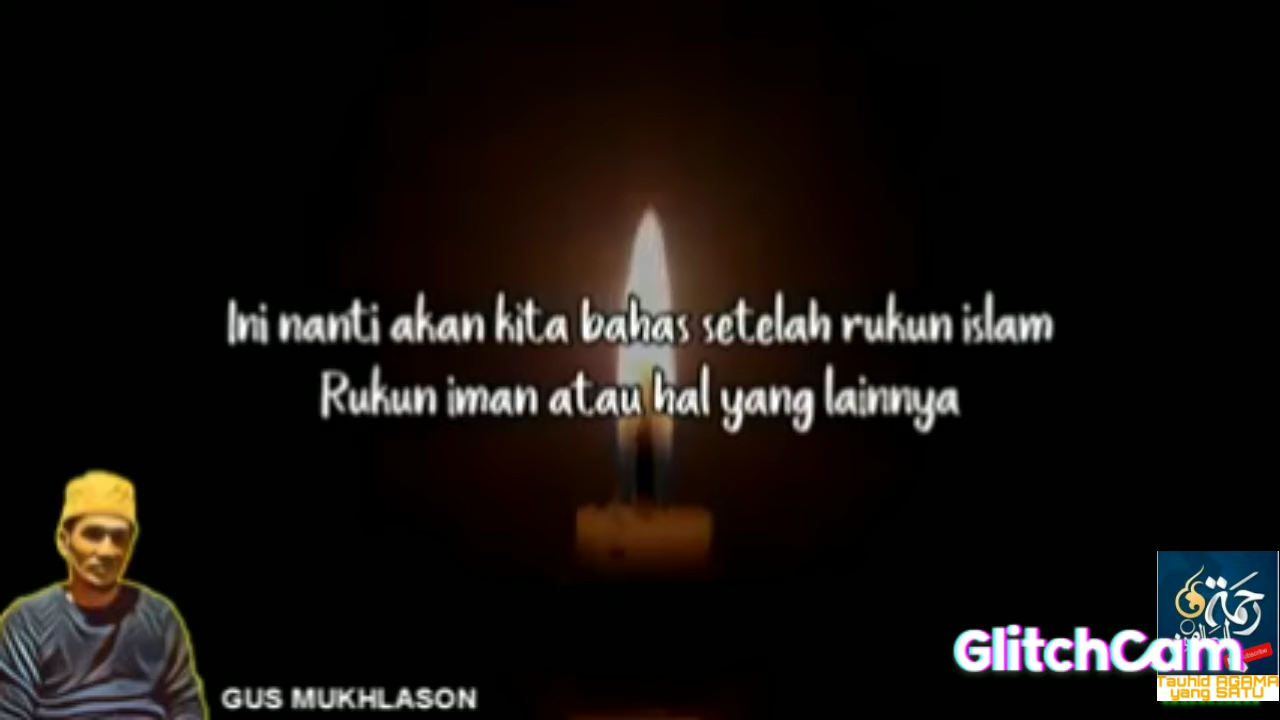 Ini nanti akan kita bahas setelah rukun islam
Rukun iman atau hal yang lainnya
GUS MUKHLASON
GlitchCam
Tauhid AGAMA
yang SATU